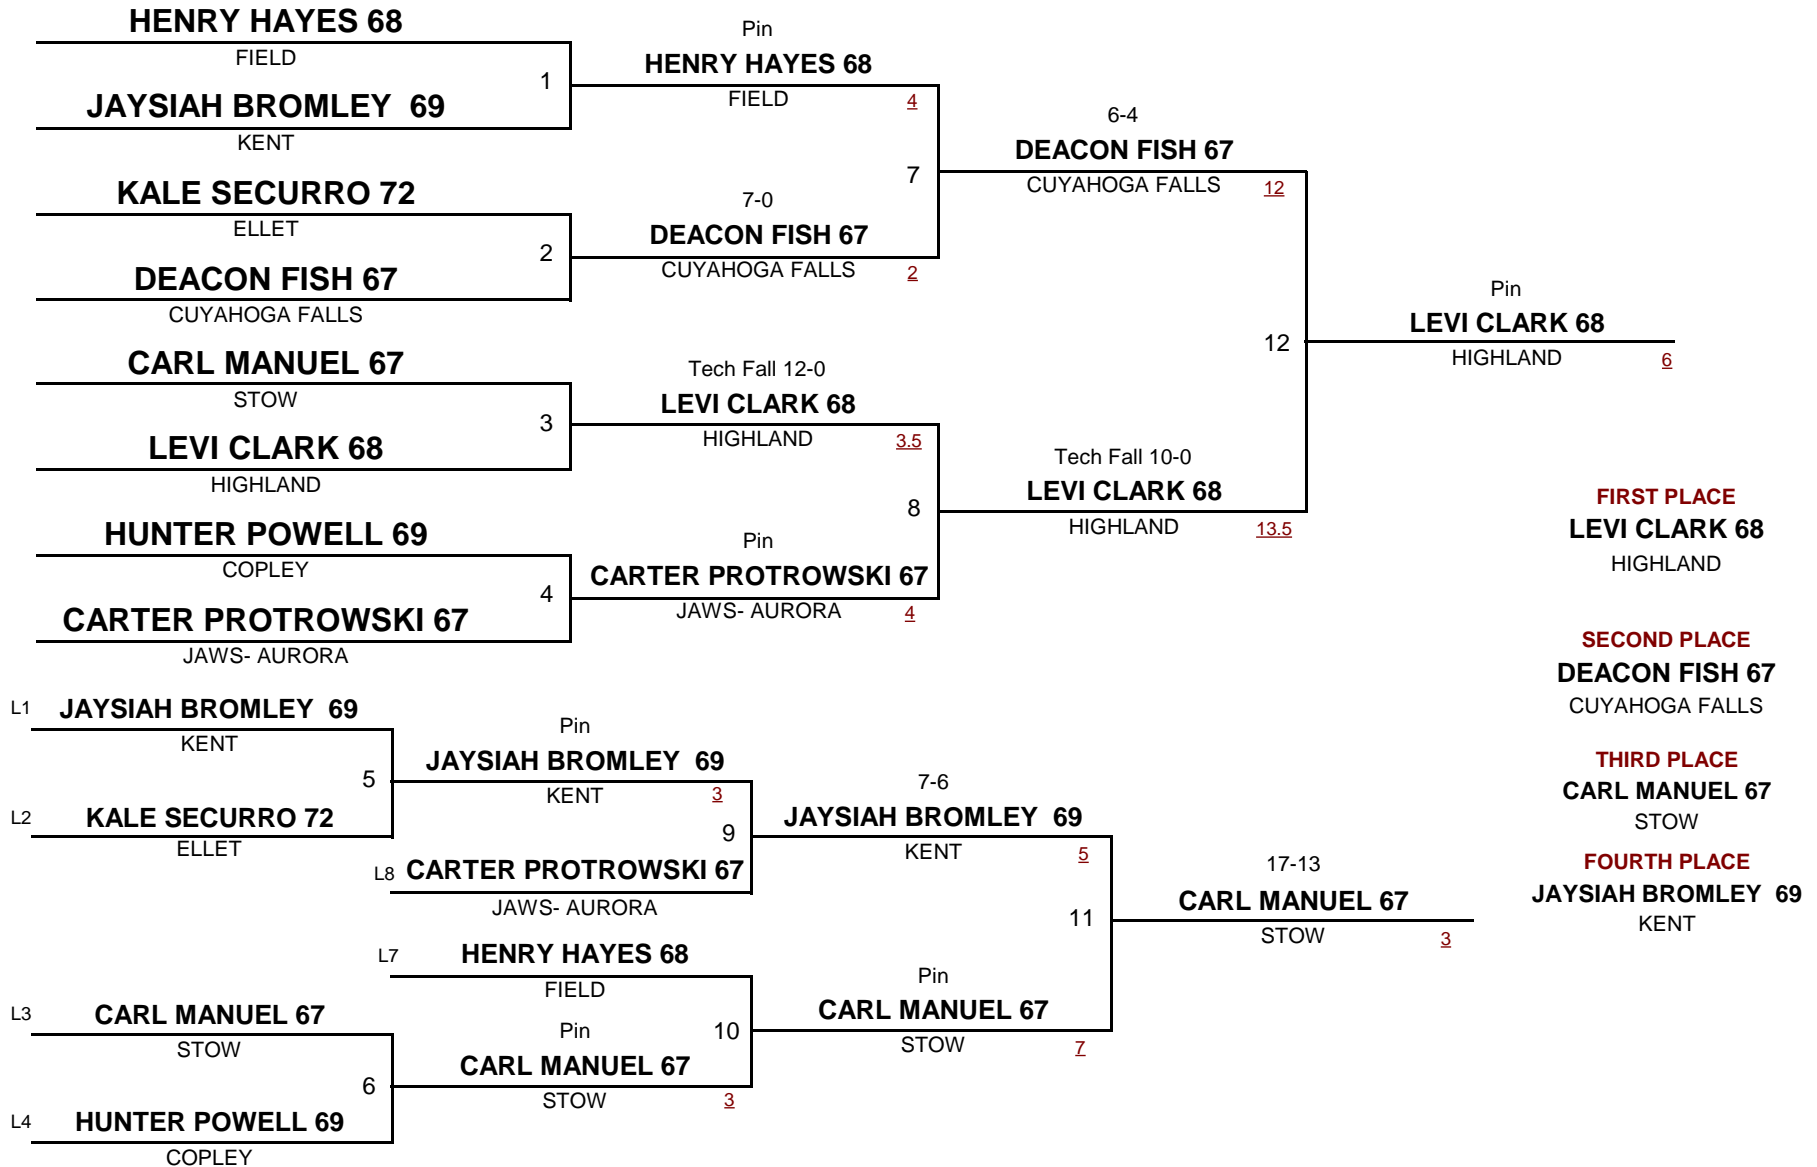 HENRY HAYES 68
FIELD
1
JAYSIAH BROMLEY  69
KENT
KALE SECURRO 72
ELLET
2
DEACON FISH 67
CUYAHOGA FALLS
CARL MANUEL 67
STOW
3
LEVI CLARK 68
HIGHLAND
HUNTER POWELL 69
COPLEY
4
CARTER PROTROWSKI 67
JAWS- AURORA
Pin
HENRY HAYES 68
FIELD 4
7
7-0
DEACON FISH 67
CUYAHOGA FALLS 2
Tech Fall 12-0
LEVI CLARK 68
HIGHLAND 3.5
8
Pin
CARTER PROTROWSKI 67
JAWS- AURORA 4
6-4
DEACON FISH 67
CUYAHOGA FALLS 12
12
Tech Fall 10-0
LEVI CLARK 68
HIGHLAND 13.5
Pin
LEVI CLARK 68
HIGHLAND 6
L1 JAYSIAH BROMLEY  69
KENT
5
L2 KALE SECURRO 72
ELLET
L3 CARL MANUEL 67
STOW
6
L4 HUNTER POWELL 69
COPLEY
Pin
JAYSIAH BROMLEY  69
KENT 3
9
L8 CARTER PROTROWSKI 67
JAWS- AURORA
L7 HENRY HAYES 68
FIELD
10
Pin
CARL MANUEL 67
STOW 3
7-6
JAYSIAH BROMLEY  69
KENT 5
11
Pin
CARL MANUEL 67
STOW 7
17-13
CARL MANUEL 67
STOW 3
FIRST PLACE
LEVI CLARK 68
HIGHLAND
SECOND PLACE
DEACON FISH 67
CUYAHOGA FALLS
THIRD PLACE
CARL MANUEL 67
STOW
FOURTH PLACE
JAYSIAH BROMLEY  69
KENT